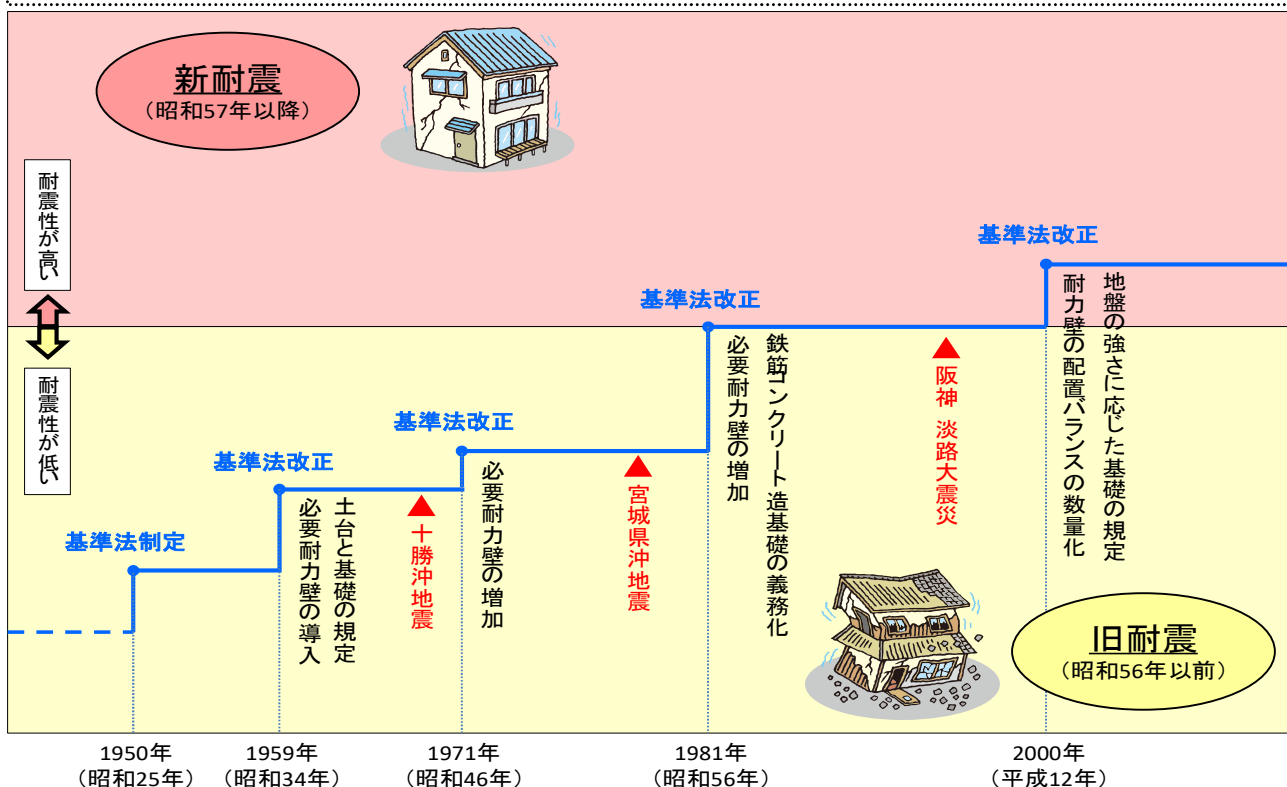 新耐震
（昭和57年以降）
耐震性が高い
耐震性が低い
基準法制定
基準法改正
土台と基礎の規定
必要耐力壁の導入
十勝沖地震
基準法改正
必要耐力壁の増加
宮城県沖地震
基準法改正
鉄筋コンクリート造基礎の義務化
必要耐力壁の増加
阪神 淡路大震災
基準法改正
地盤の強さに応じた基礎の規定
耐力壁の配置バランスの数量化
旧耐震
（昭和56年以前）
1950年
（昭和25年）
1959年
（昭和34年）
1971年
（昭和46年）
1981年
（昭和56年）
2000年
（平成12年）